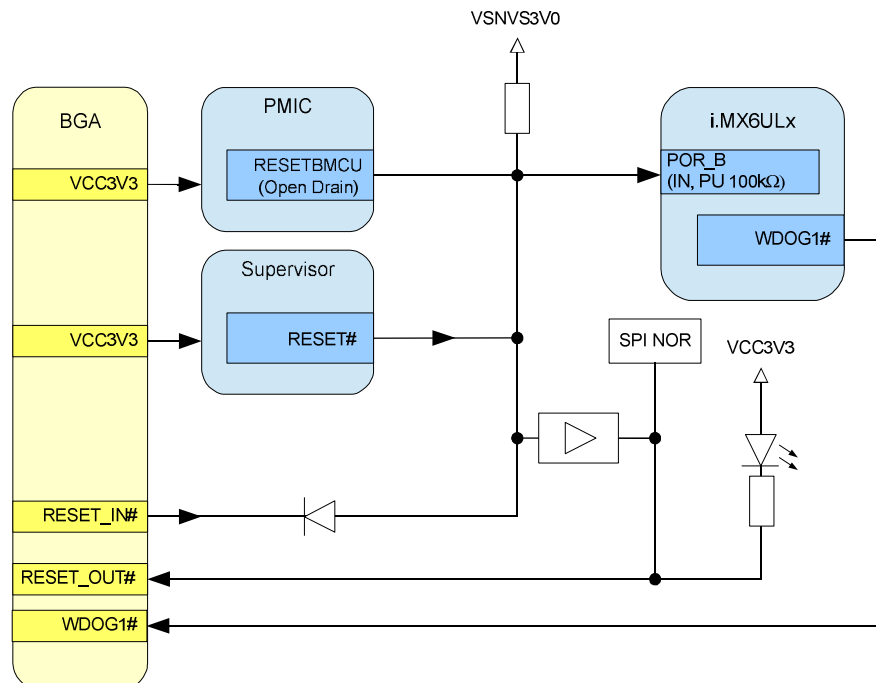 VSNVS3V0
BGA
PMIC
i.MX6ULx
VCC3V3
RESETBMCU
(Open Drain)
POR_B
(IN, PU 100kΩ)
WDOG1#
Supervisor
VCC3V3
RESET#
SPI NOR
VCC3V3
RESET_IN#
RESET_OUT#
WDOG1#